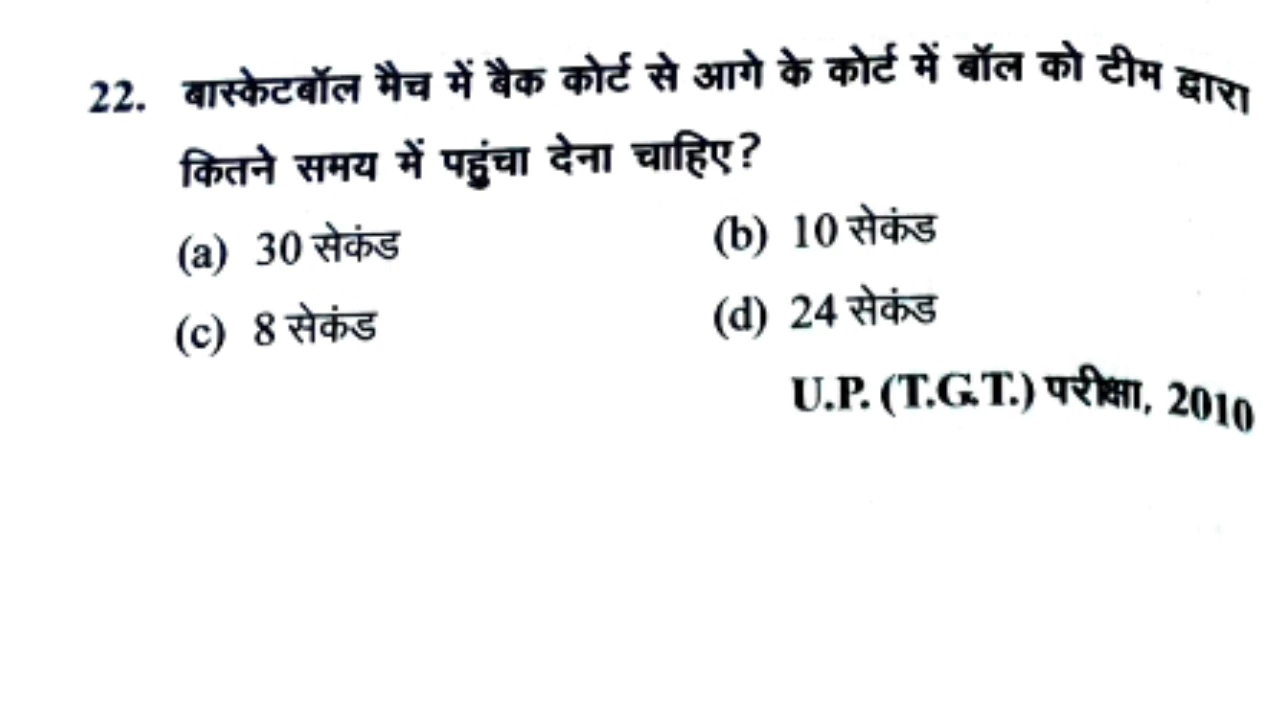 22. बास्केटबॉल मैच में बैक कोर्ट से आगे के कोर्ट में बॉल को टीम द्वारा
कितने समय में पहुंचा देना चाहिए?
(a) 30 सेकंड (b) 10 सेकंड
(c) 8 सेकंड (d) 24 सेकंड
U.P. (T.G.T.) परीक्षा, 2010